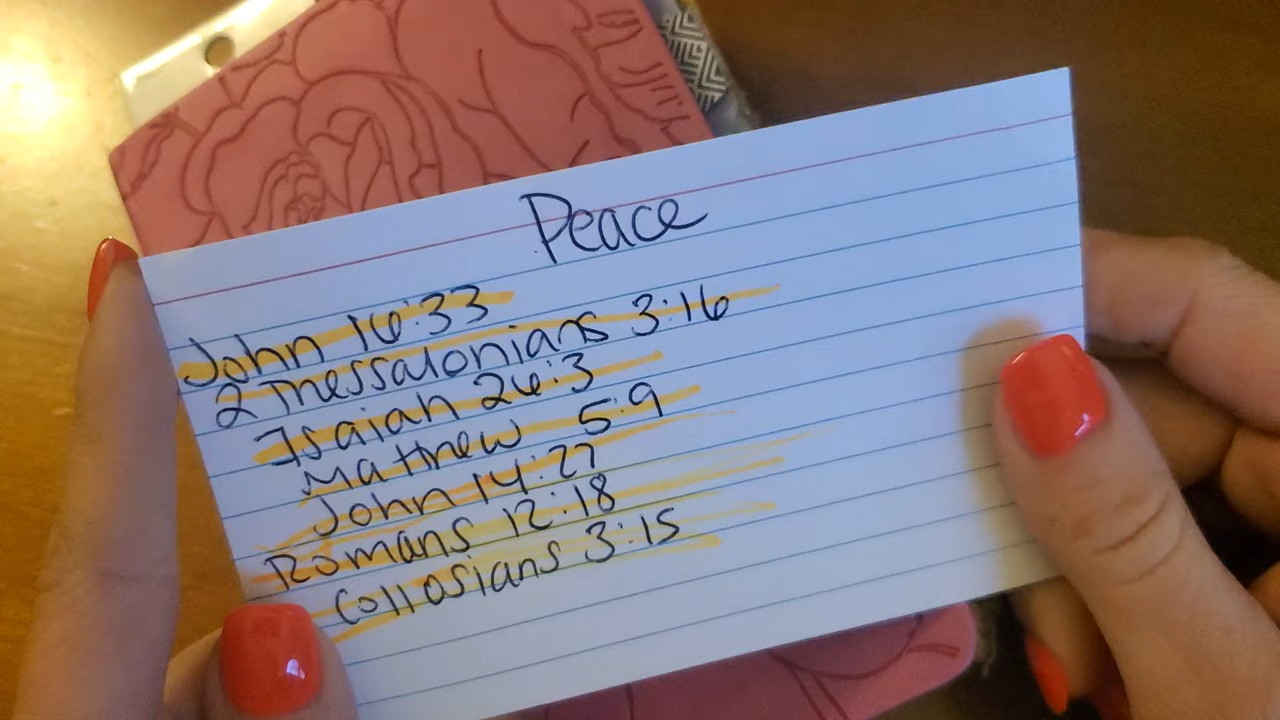 Peace
John 16:33
2 Thessalonians 3:16
Isaiah 26:3
Matthew 5:9
John 14:27
Romans 12:18
Collosians 3:15